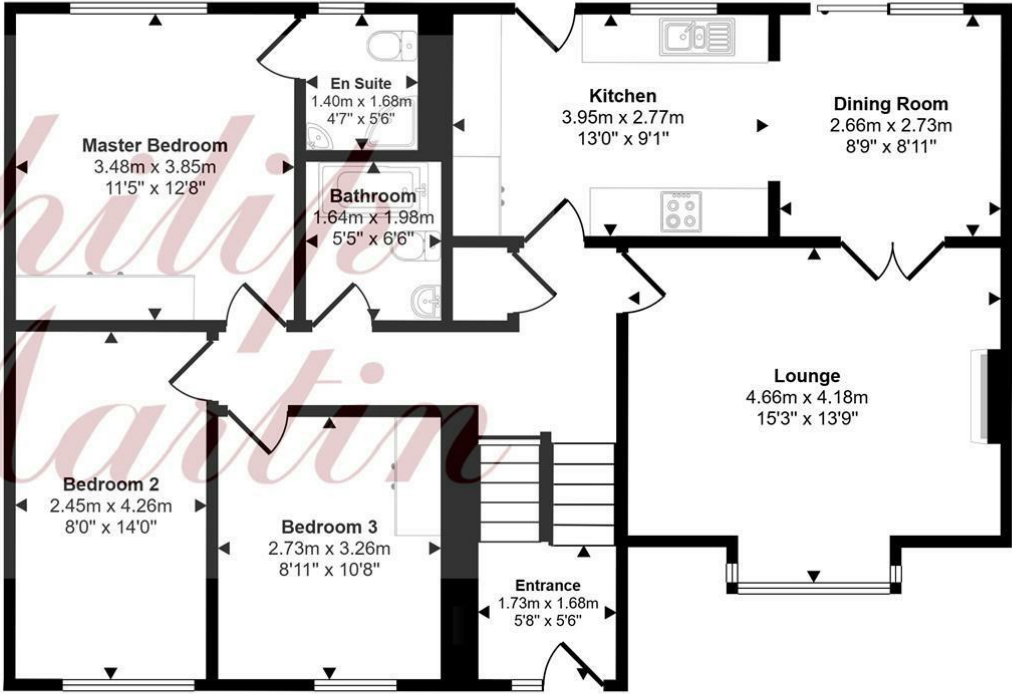 Master Bedroom
3.48m x 3.85m
11'5" x 12'8"
En Suite
1.40m x 1.68m
4'7" x 5'6"
Bathroom
1.64m x 1.98m
5'5" x 6'6"
Kitchen
3.95m x 2.77m
13'0" x 9'1"
Dining Room
2.66m x 2.73m
8'9" x 8'11"
Lounge
4.66m x 4.18m
15'3" x 13'9"
Bedroom 2
2.45m x 4.26m
8'0" x 14'0"
Bedroom 3
2.73m x 3.26m
8'11" x 10'8"
Entrance
1.73m x 1.68m
5'8" x 5'6"
hilip
artin